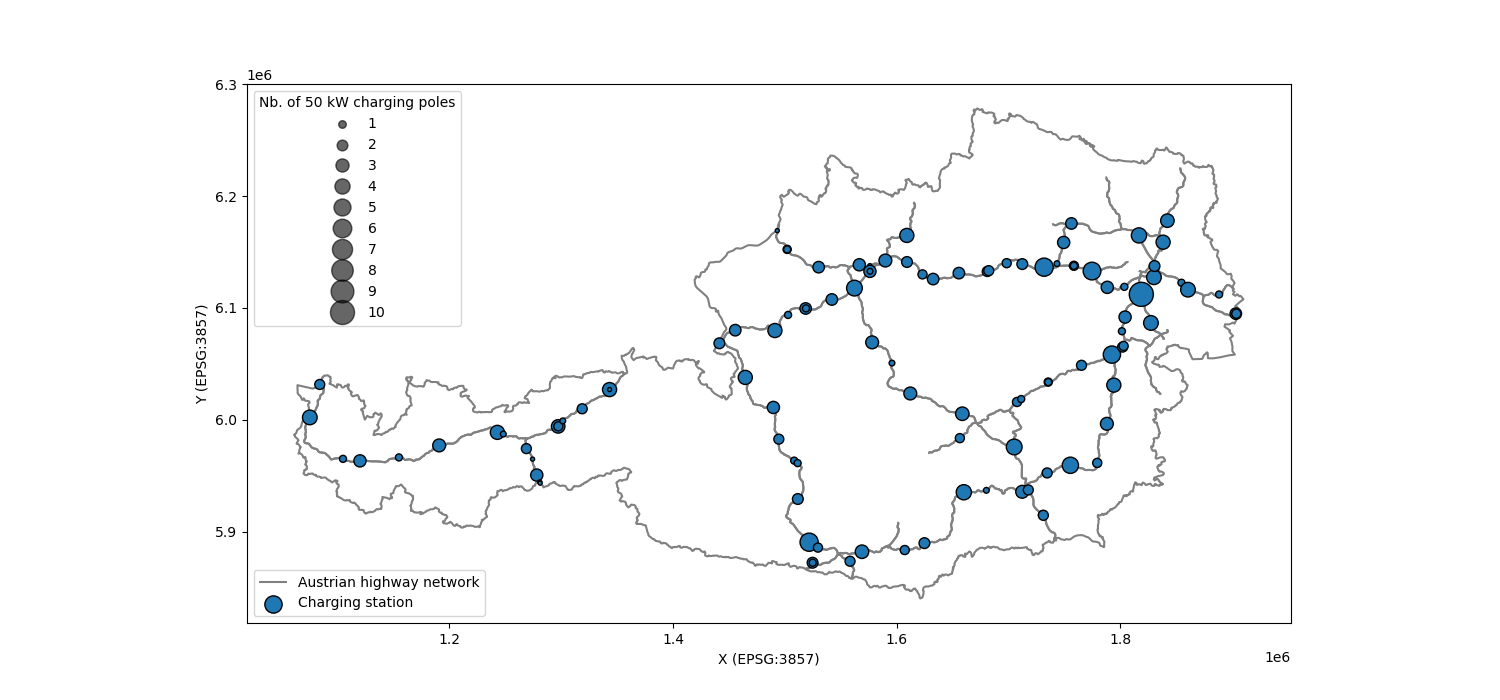 1e6
6.3
6.2
6.1
6.0
5.9
Y (EPSG:3857)
Nb. of 50 kW charging poles
1
2
3
4
5
6
7
8
9
10
Austrian highway network
Charging station
1.2
1.4
1.6
1.8
X (EPSG:3857)
1e6